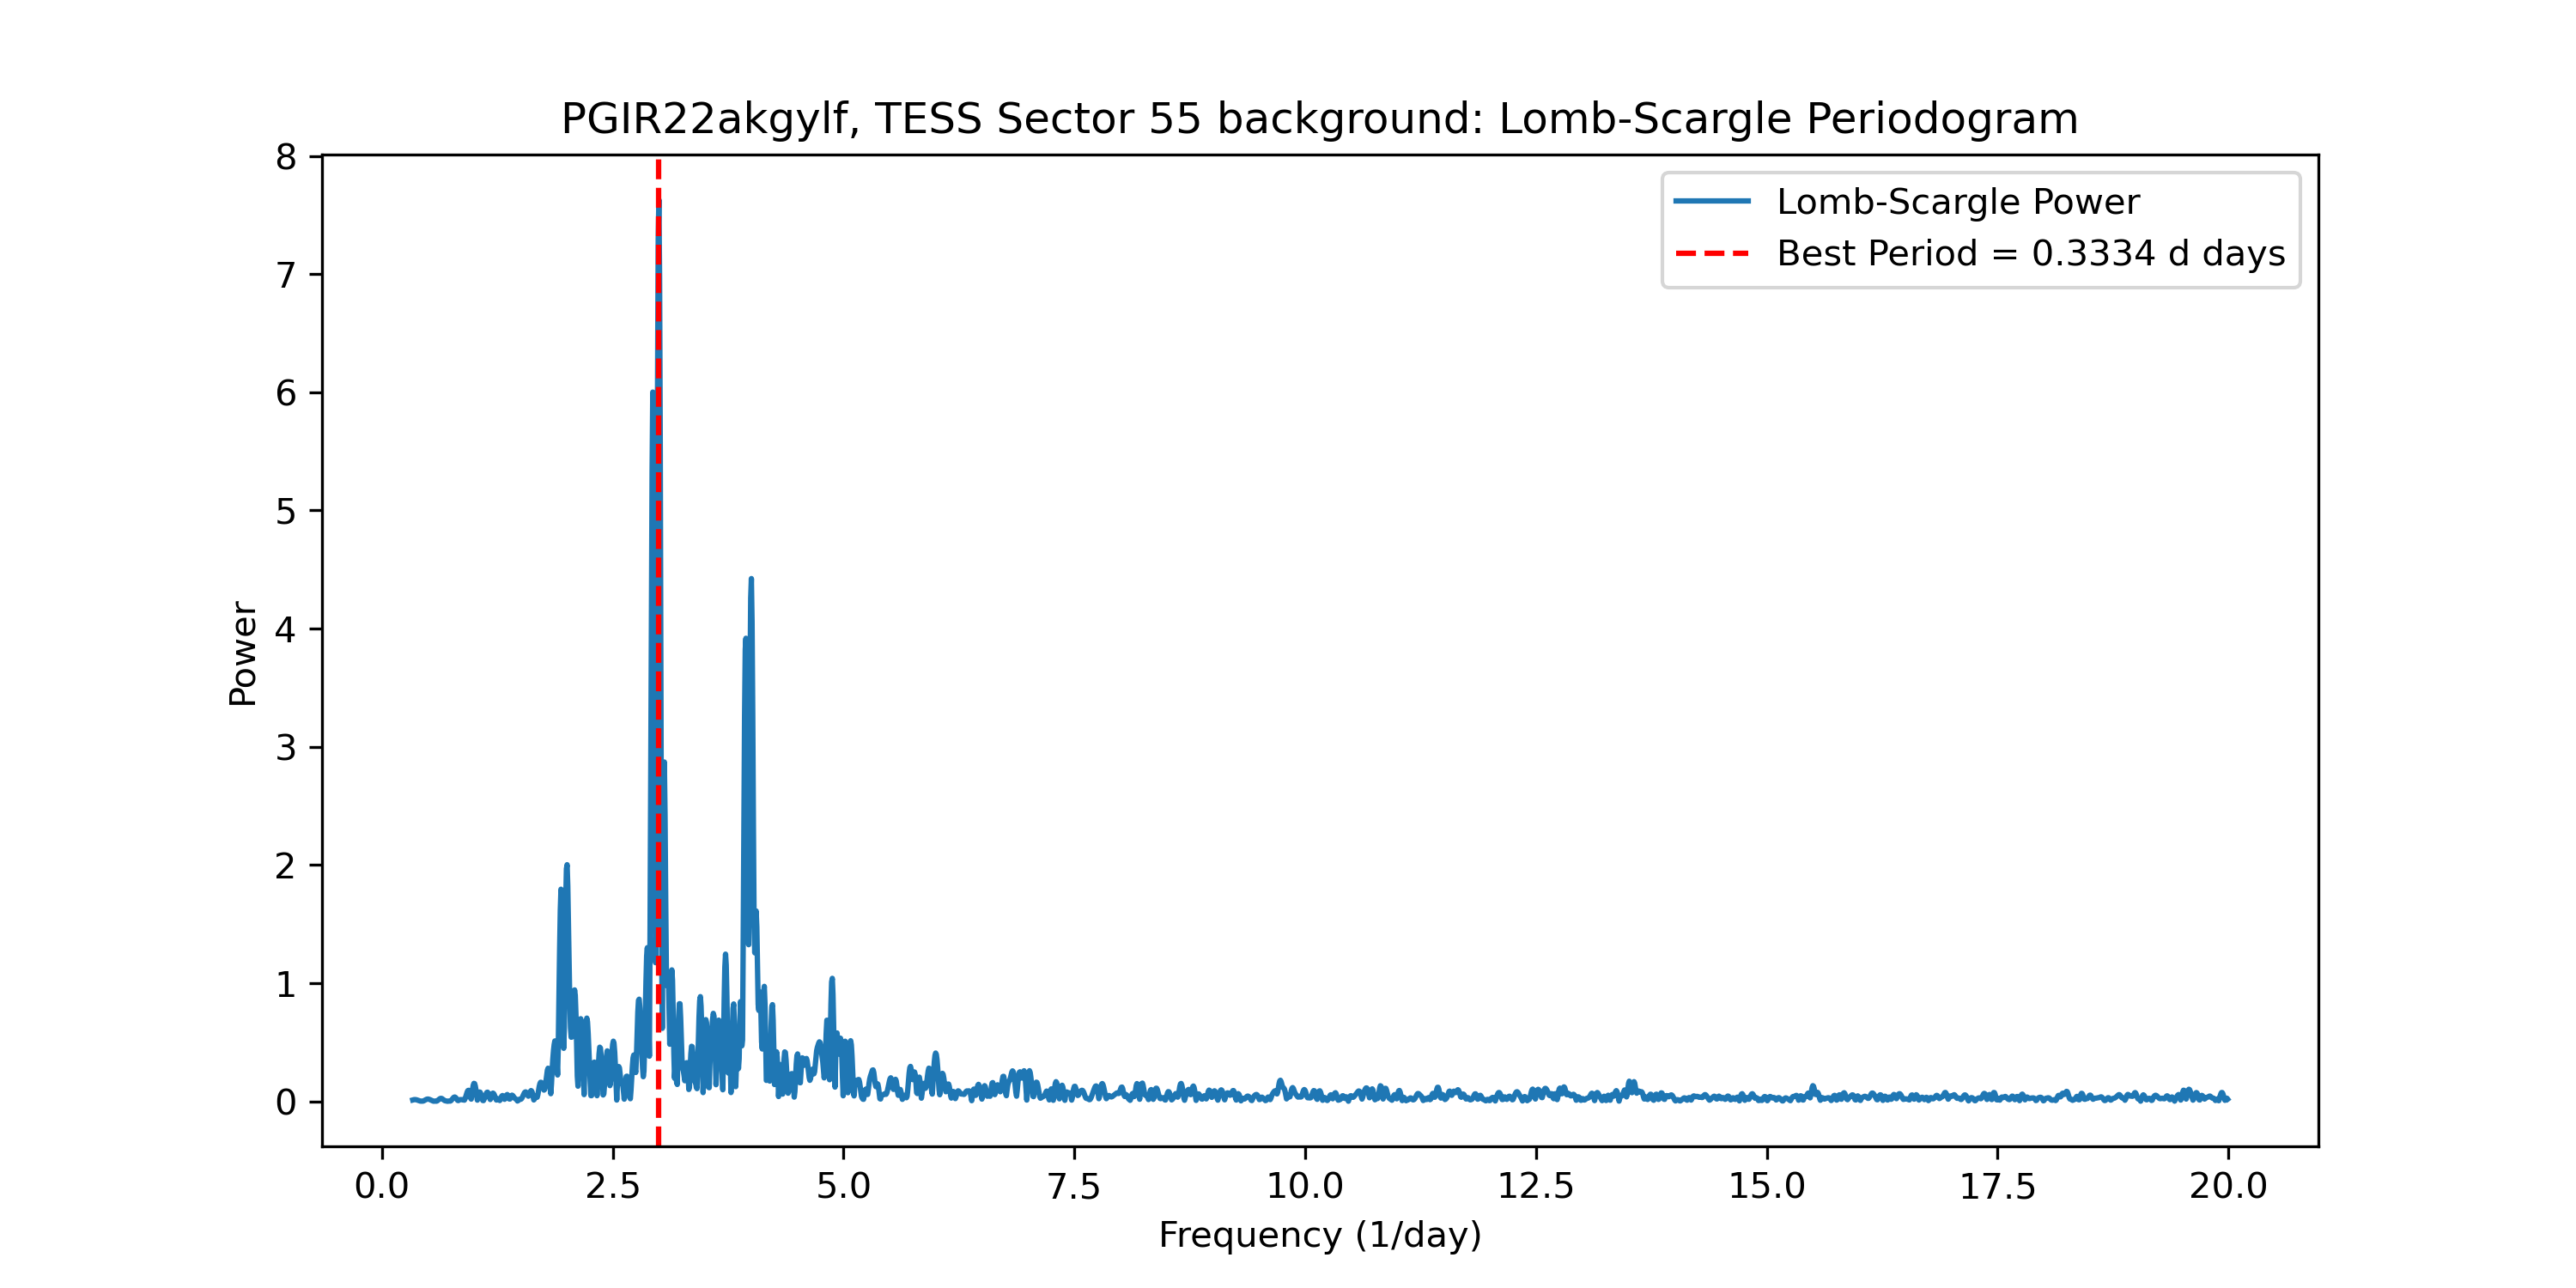 PGIR22akgylf, TESS Sector 55 background: Lomb-Scargle Periodogram
Lomb-Scargle Power
Best Period = 0.3334 d days
Power
8
7
6
5
4
3
2
1
0
0.0 2.5 5.0 7.5 10.0 12.5 15.0 17.5 20.0
Frequency (1/day)